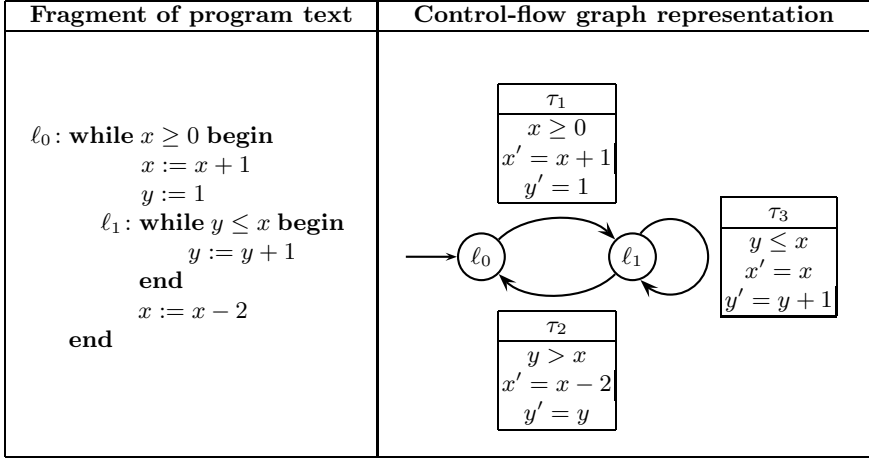 Fragment of program text
Control-flow graph representation
ℓ₀: while x ≥ 0 begin
x := x + 1
y := 1
ℓ₁: while y ≤ x begin
y := y + 1
end
x := x − 2
end
τ₁
x ≥ 0
x′ = x + 1
y′ = 1
ℓ₀
ℓ₁
τ₃
y ≤ x
x′ = x
y′ = y + 1
τ₂
y > x
x′ = x − 2
y′ = y